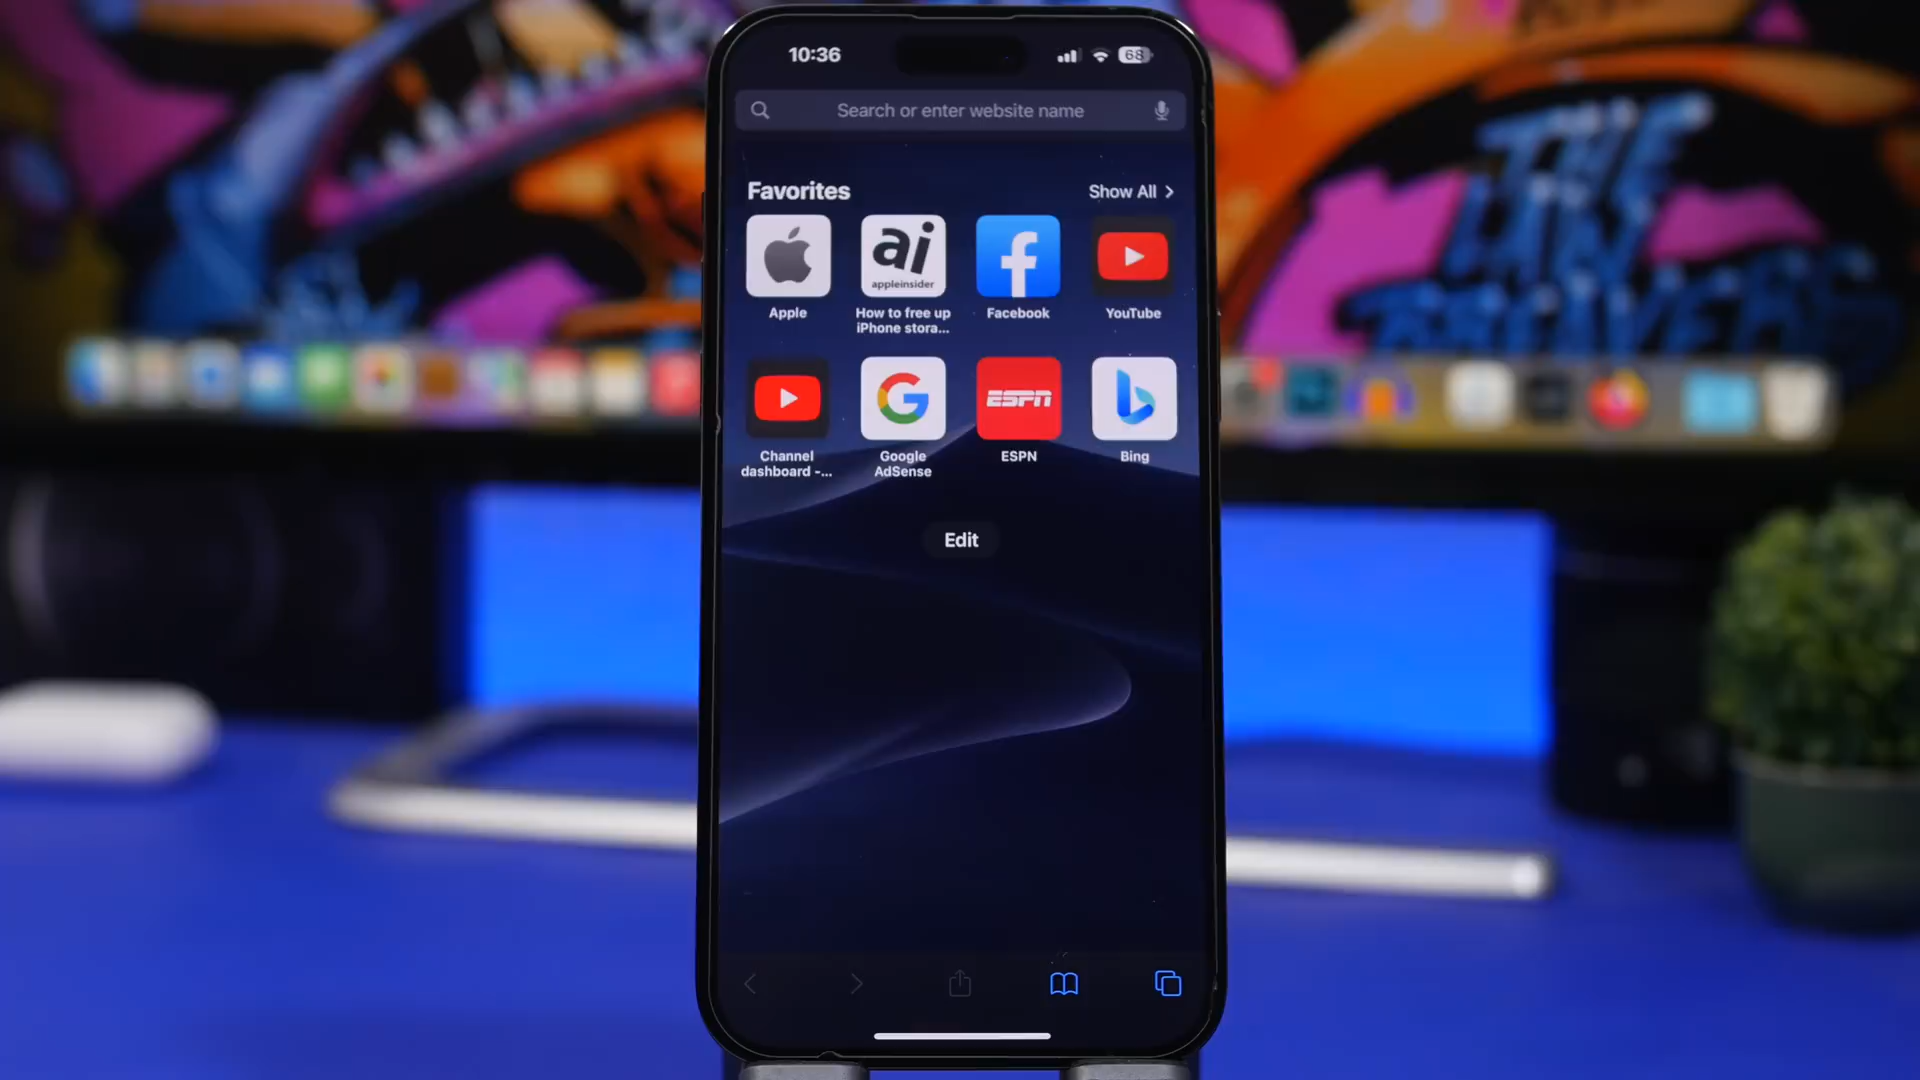 10:36
68
Search or enter website name
Favorites
Show All
ai
appleinsider
Apple
How to free up
iPhone stora...
Facebook
YouTube
ESPN
Channel
dashboard -...
Google
AdSense
ESPN
Bing
Edit
THE